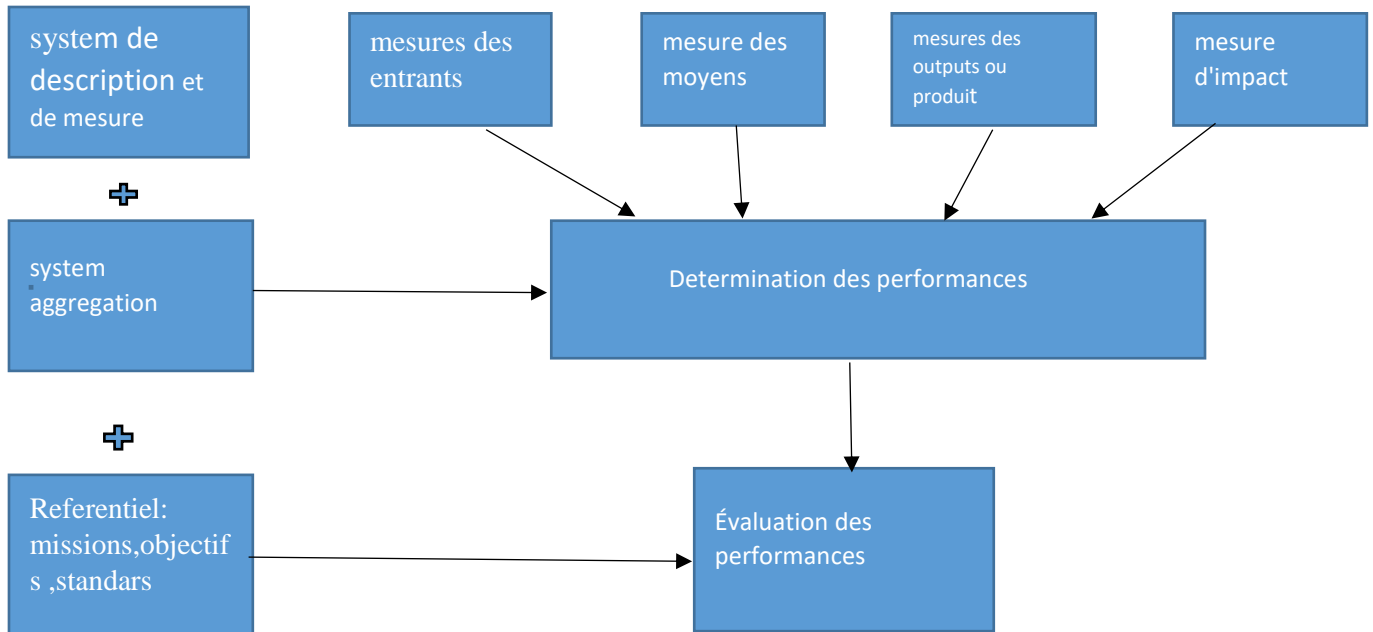 system de
description et
de mesure
mesures des
entrants
mesure des
moyens
mesures des
outputs ou
produit
mesure
d'impact
system
aggregation
Determination des performances
Referentiel:
missions,objectif
s ,standars
Évaluation des
performances